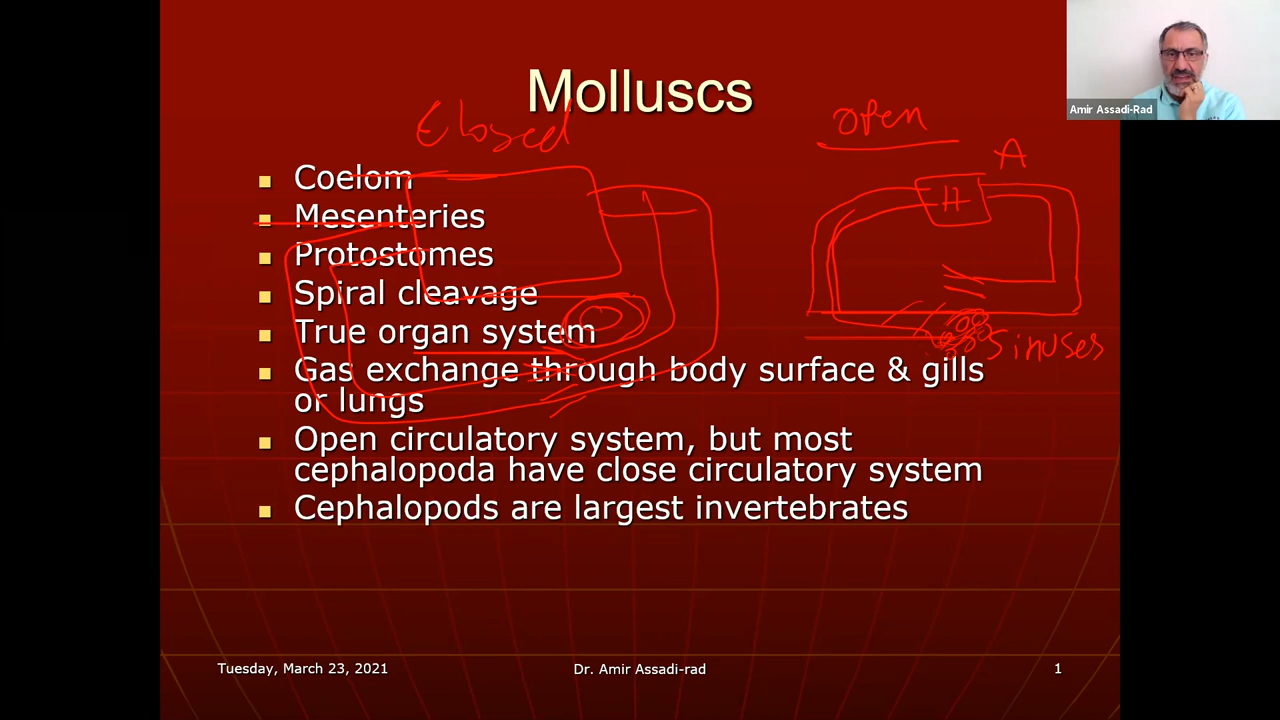 Molluscs
Closed
open
A
H
Coelom
Mesenteries
Protostomes
Spiral cleavage
True organ system
Sinuses
Gas exchange through body surface & gills
or lungs
Open circulatory system, but most
cephalopoda have close circulatory system
Cephalopods are largest invertebrates
Tuesday, March 23, 2021
Dr. Amir Assadi-rad
1
Amir Assadi-Rad